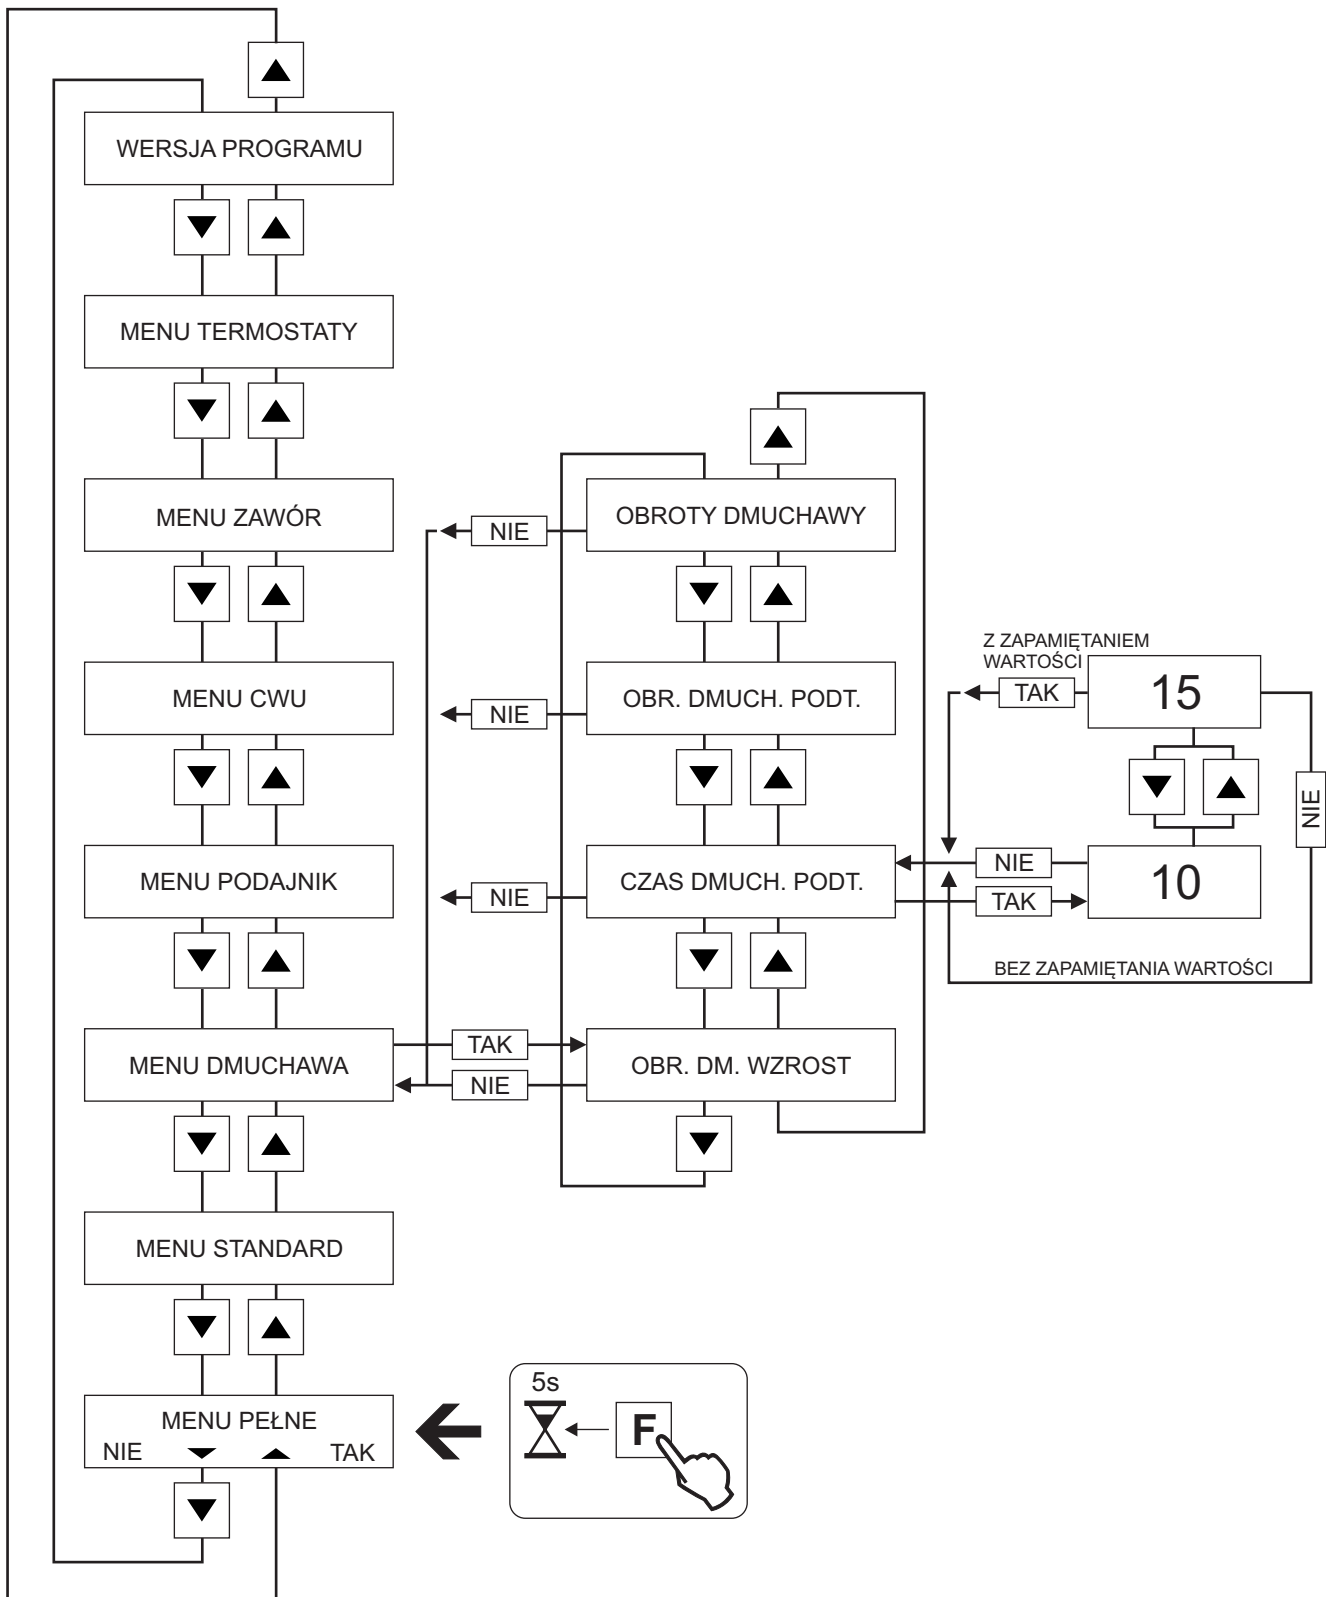 WERSJA PROGRAMU
MENU TERMOSTATY
MENU ZAWÓR
MENU CWU
MENU PODAJNIK
MENU DMUCHAWA
MENU STANDARD
MENU PEŁNE
NIE TAK
5s
F
TAK
NIE
NIE
OBROTY DMUCHAWY
NIE
OBR. DMUCH. PODT.
NIE
CZAS DMUCH. PODT.
OBR. DM. WZROST
Z ZAPAMIĘTANIEM
WARTOŚCI
TAK
15
NIE
NIE
10
TAK
BEZ ZAPAMIĘTANIA WARTOŚCI